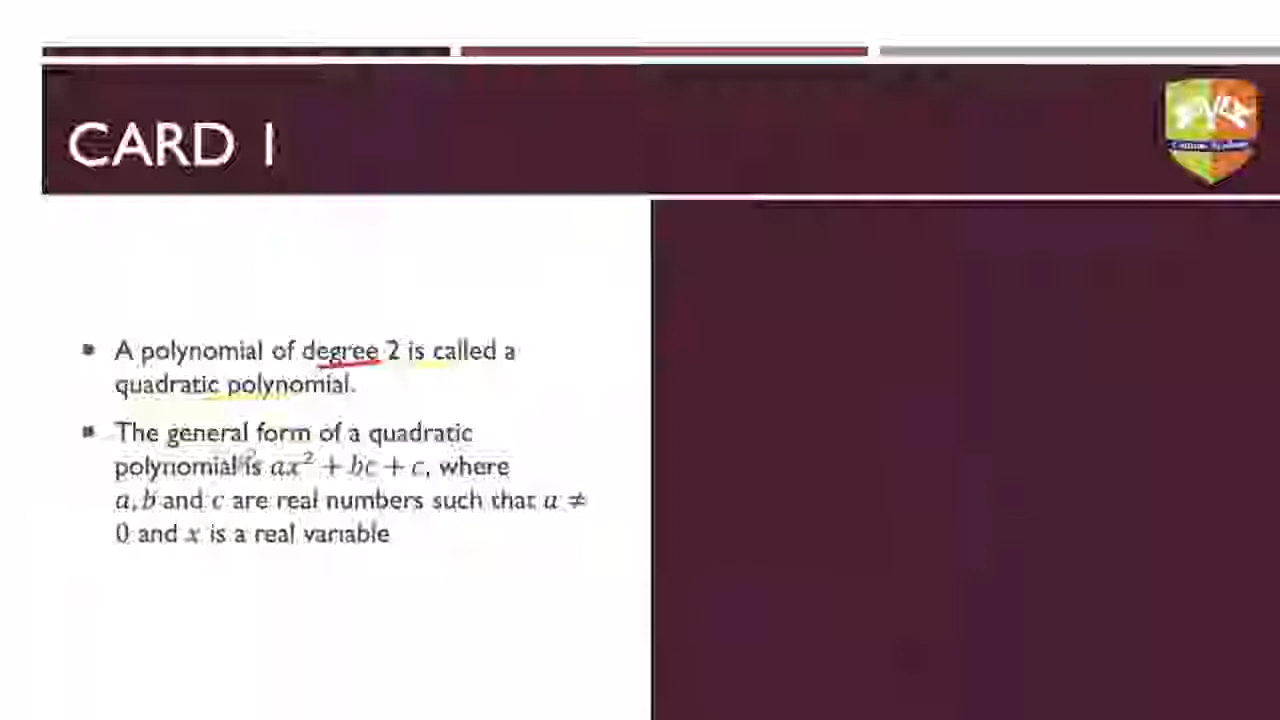 CARD 1
A polynomial of degree 2 is called a
quadratic polynomial.
The general form of a quadratic
polynomial is ax² + bc + c, where
a, b and c are real numbers such that a ≠
0 and x is a real variable